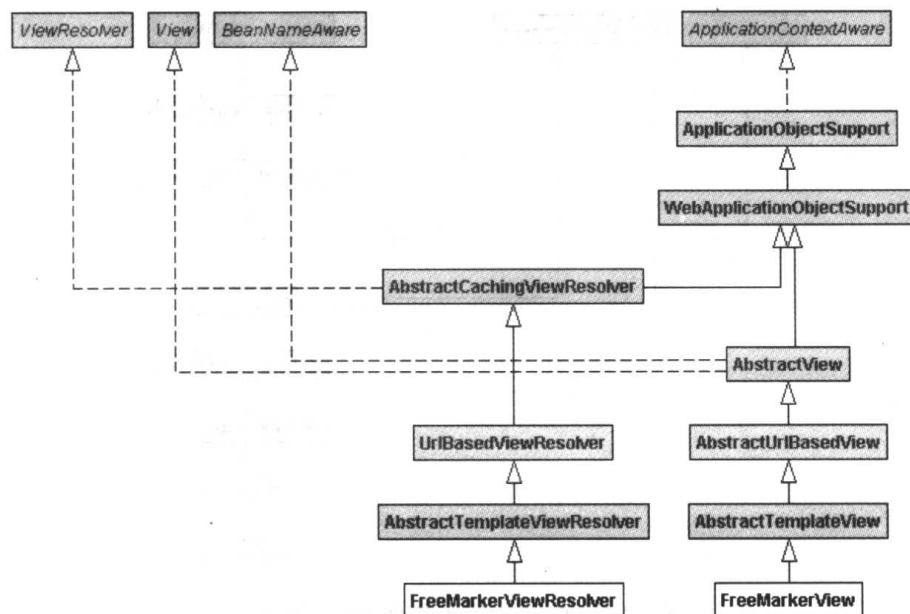 ViewResolver
View
BeanNameAware
ApplicationContextAware
ApplicationObjectSupport
WebApplicationObjectSupport
AbstractCachingViewResolver
AbstractView
UrlBasedViewResolver
AbstractUrlBasedView
AbstractTemplateViewResolver
AbstractTemplateView
FreeMarkerViewResolver
FreeMarkerView